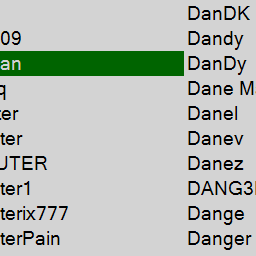 DanDK
09 Dandy
an DanDy
q Dane M
ter Danel
ter Danev
UTER Danez
ter1 DANG3
terix777 Dange
terPain Danger